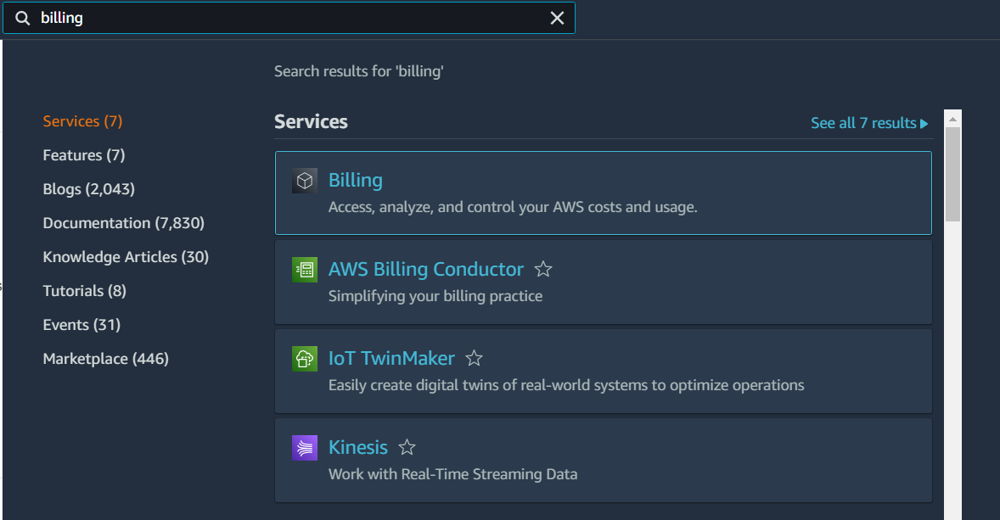 billing
Search results for 'billing'
Services (7)
Features (7)
Blogs (2,043)
Documentation (7,830)
Knowledge Articles (30)
Tutorials (8)
Events (31)
Marketplace (446)
Services
See all 7 results
Billing
Access, analyze, and control your AWS costs and usage.
AWS Billing Conductor
Simplifying your billing practice
IoT TwinMaker
Easily create digital twins of real-world systems to optimize operations
Kinesis
Work with Real-Time Streaming Data